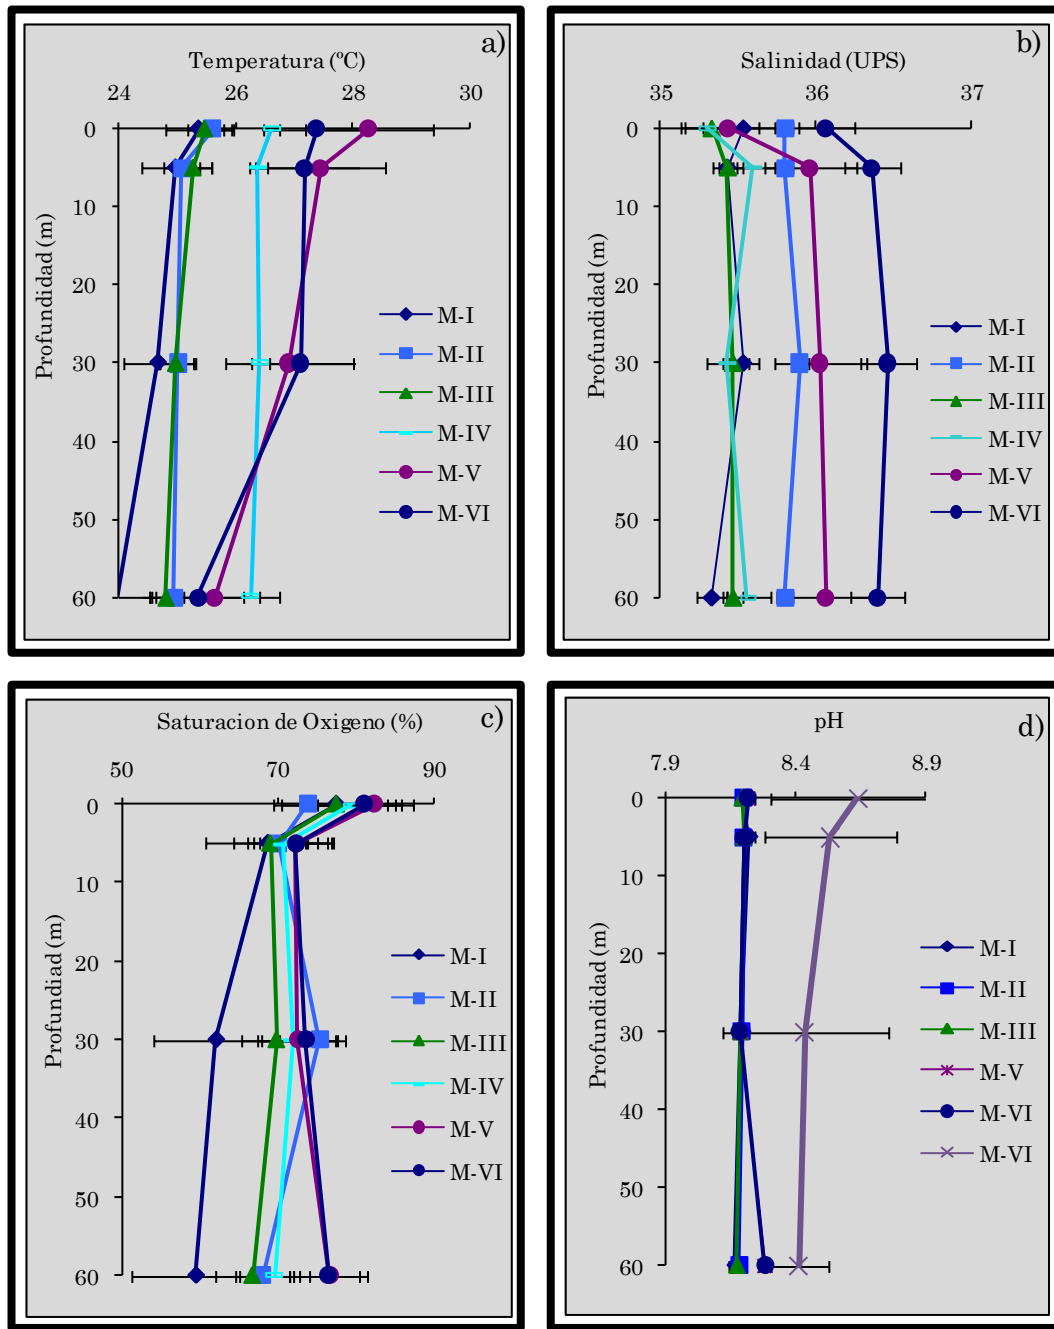 a)
Temperatura (ºC)
24 26 28 30
0
10
20
30
40
50
60
Profundidad (m)
M-I
M-II
M-III
M-IV
M-V
M-VI
b)
Salinidad (UPS)
35 36 37
0
10
20
30
40
50
60
Profundidad (m)
M-I
M-II
M-III
M-IV
M-V
M-VI
c)
Saturacion de Oxigeno (%)
50 70 90
0
10
20
30
40
50
60
Profundiad (m)
M-I
M-II
M-III
M-IV
M-V
M-VI
d)
pH
7.9 8.4 8.9
0
10
20
30
40
50
60
Profundidad (m)
M-I
M-II
M-III
M-V
M-VI
M-VI